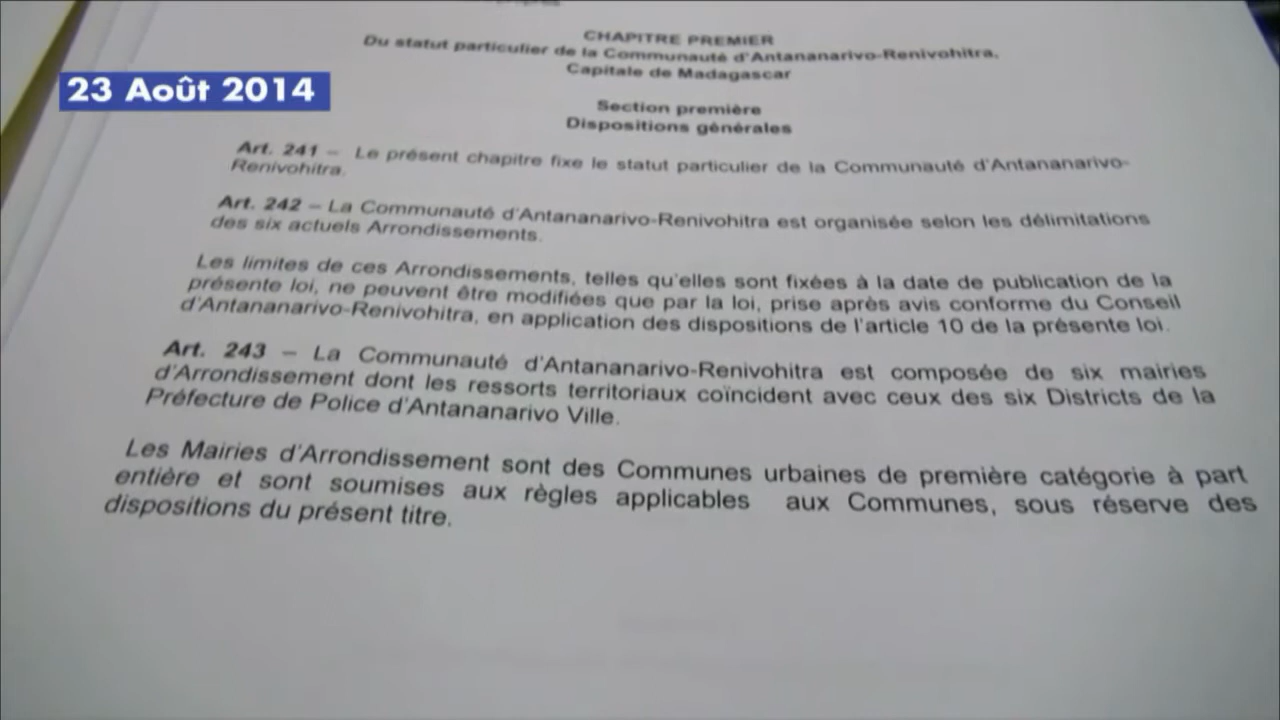 CHAPITRE PREMIER
Du statut particulier de la Communauté d'Antananarivo-Renivohitra,
Capitale de Madagascar
23 Août 2014
Section première
Dispositions générales
Art. 241 – Le présent chapitre fixe le statut particulier de la Communauté d'Antananarivo-
Renivohitra.
Art. 242 – La Communauté d'Antananarivo-Renivohitra est organisée selon les délimitations
des six actuels Arrondissements.
Les limites de ces Arrondissements, telles qu'elles sont fixées à la date de publication de la
présente loi, ne peuvent être modifiées que par la loi, prise après avis conforme du Conseil
d'Antananarivo-Renivohitra, en application des dispositions de l'article 10 de la présente loi.
Art. 243 – La Communauté d'Antananarivo-Renivohitra est composée de six mairies
d'Arrondissement dont les ressorts territoriaux coïncident avec ceux des six Districts de la
Préfecture de Police d'Antananarivo Ville.
Les Mairies d'Arrondissement sont des Communes urbaines de première catégorie à part
entière et sont soumises aux règles applicables aux Communes, sous réserve des
dispositions du présent titre.